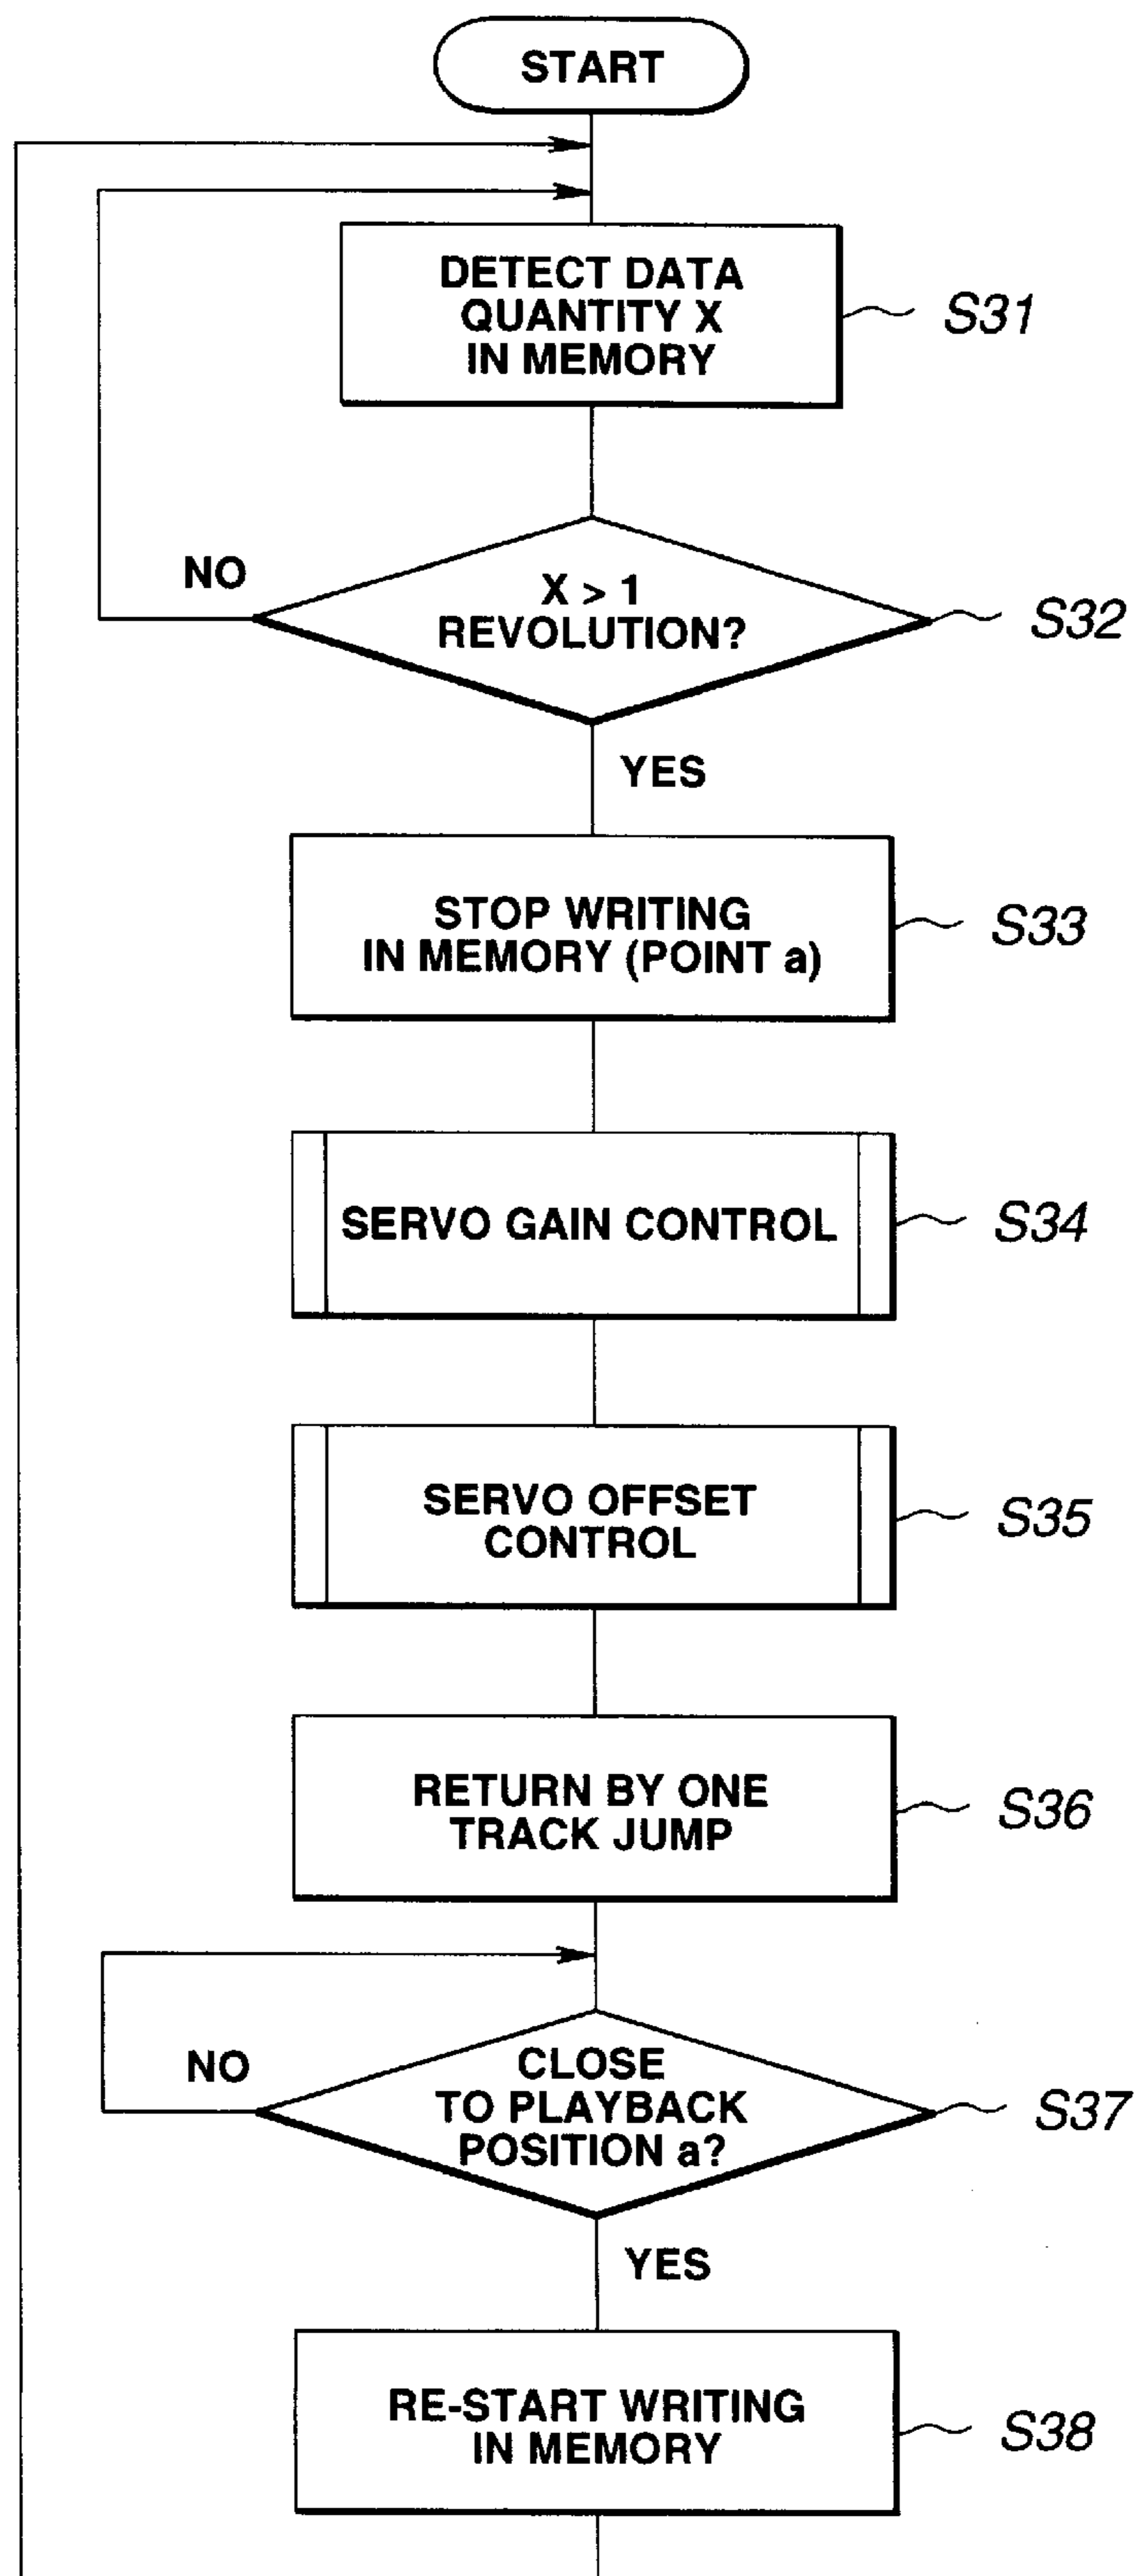 START
DETECT DATA
QUANTITY X
IN MEMORY
S31
NO
X > 1
REVOLUTION?
S32
YES
STOP WRITING
IN MEMORY (POINT a)
S33
SERVO GAIN CONTROL
S34
SERVO OFFSET
CONTROL
S35
RETURN BY ONE
TRACK JUMP
S36
NO
CLOSE
TO PLAYBACK
POSITION a?
S37
YES
RE-START WRITING
IN MEMORY
S38